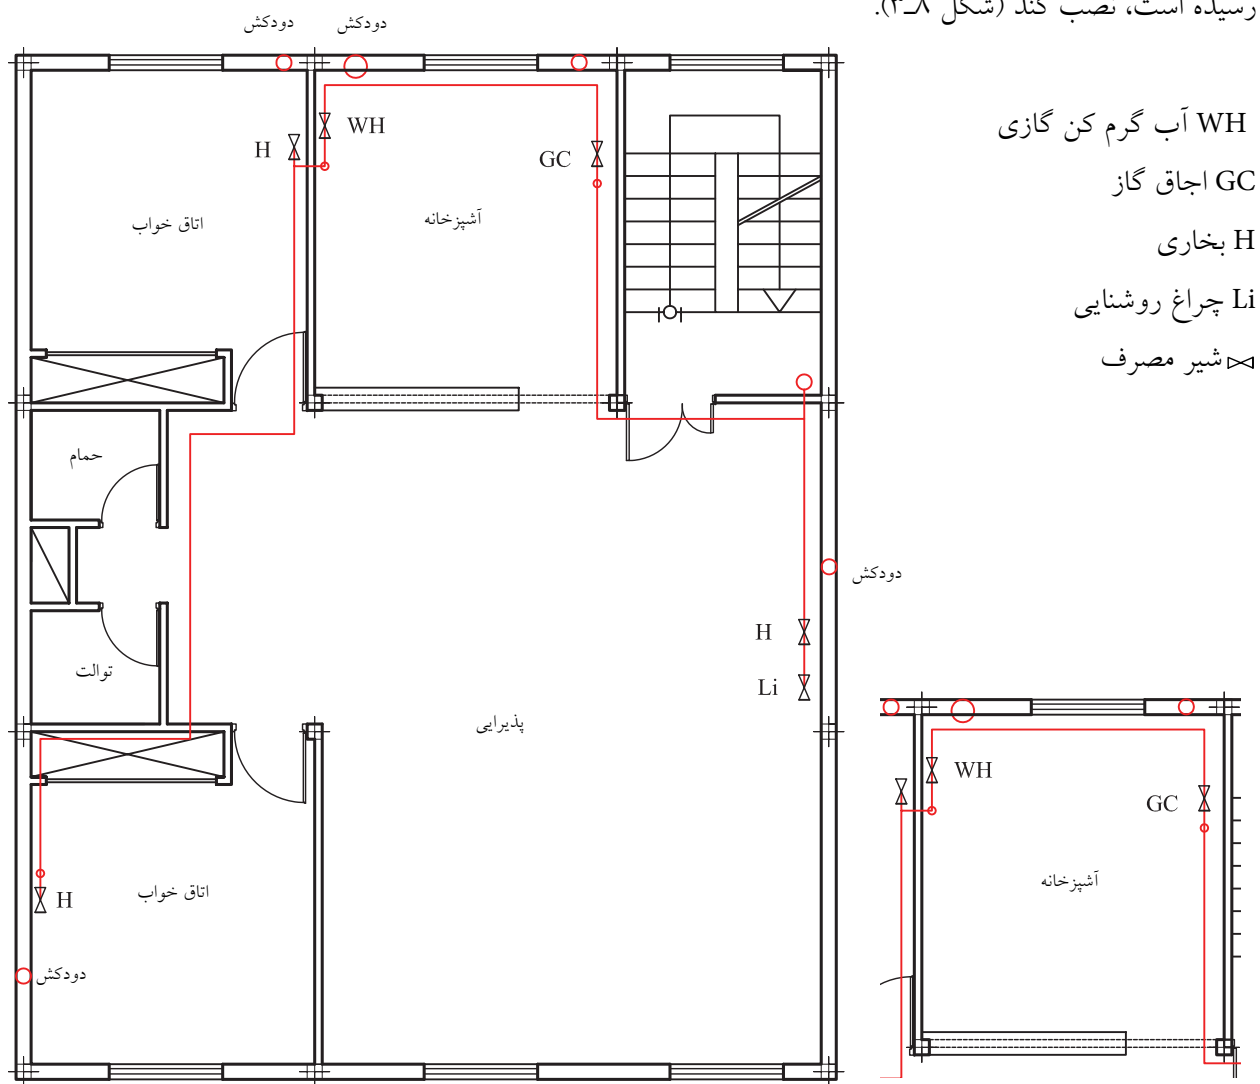 رسیده است، نصب کند (شکل ۸ـ۳).
WH آب گرم کن گازی
GC اجاق گاز
H بخاری
Li چراغ روشنایی
شیر مصرف
دودکش
دودکش
WH
H
GC
اتاق خواب
آشپزخانه
حمام
دودکش
H
توالت
Li
پذیرایی
اتاق خواب
H
دودکش
WH
GC
آشپزخانه